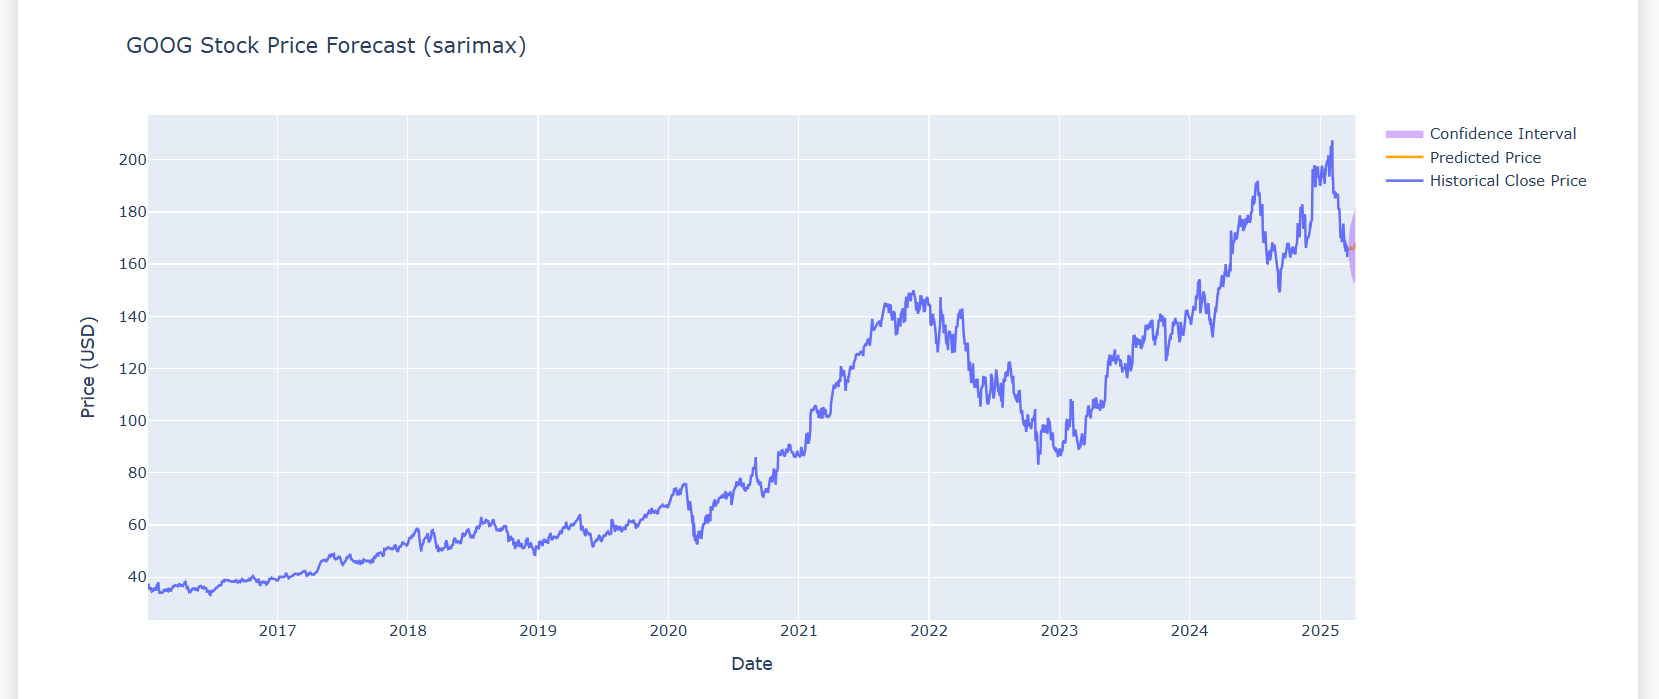 GOOG Stock Price Forecast (sarimax)
Confidence Interval
Predicted Price
Historical Close Price
200
180
160
140
120
100
80
60
40
Price (USD)
2017 2018 2019 2020 2021 2022 2023 2024 2025
Date